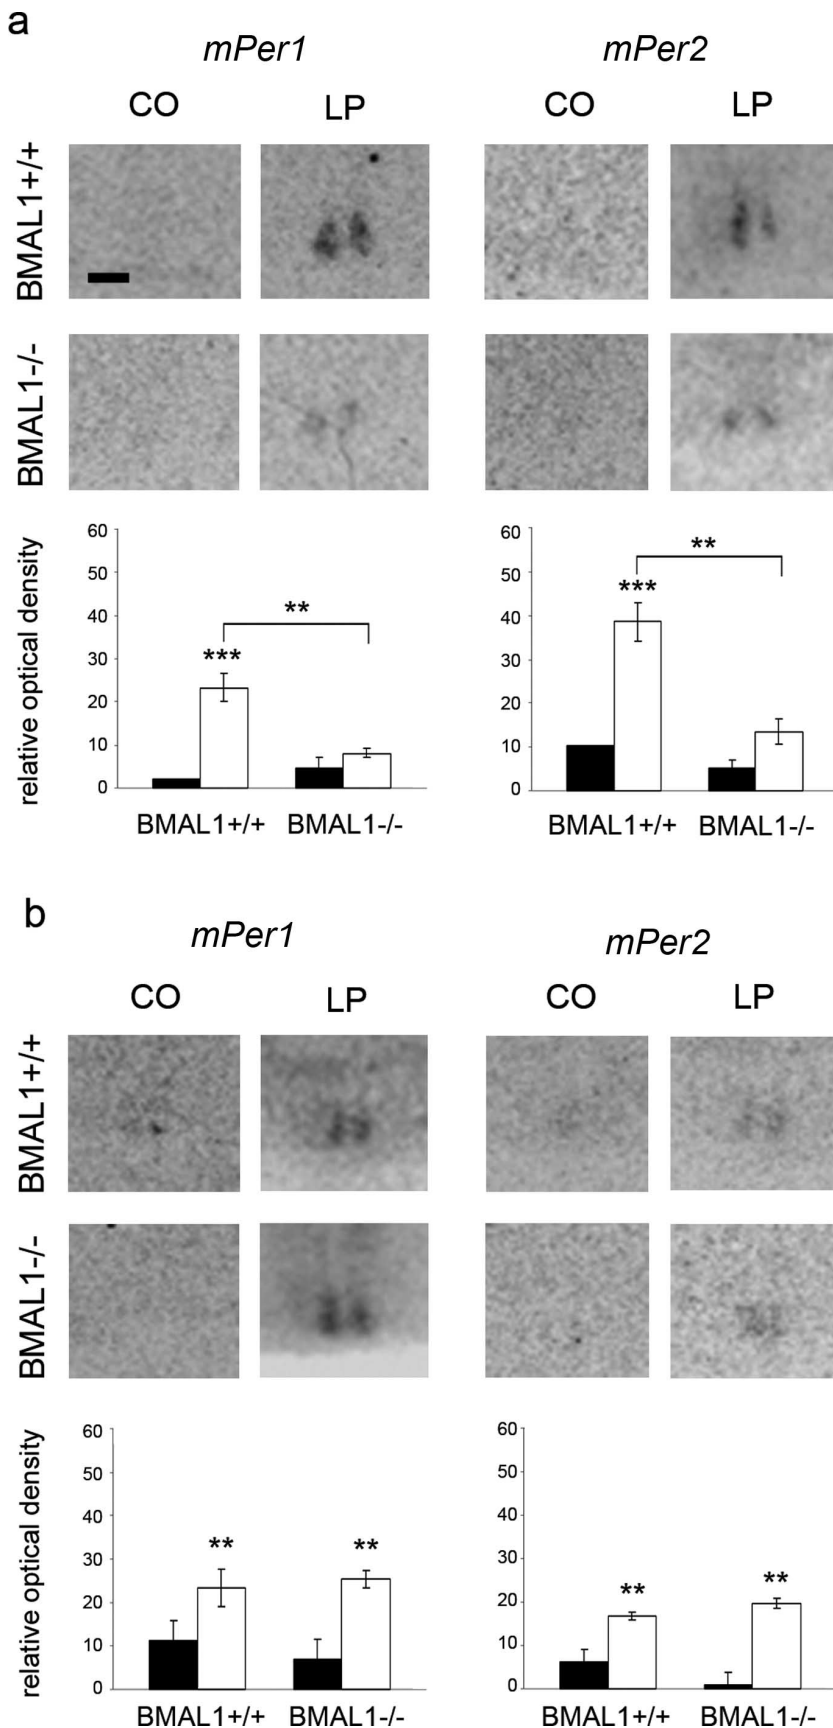 a
mPer1 mPer2
CO LP CO LP
BMAL1+/+
BMAL1-/-
relative optical density
60 60
50 50
** 
***
40 40
** 
30 30
***
20 20
10 10
0 0
BMAL1+/+ BMAL1-/- BMAL1+/+ BMAL1-/-
b
mPer1 mPer2
CO LP CO LP
BMAL1+/+
BMAL1-/-
relative optical density
60 60
50 50
40 40
30 30
** ** ** **
20 20
10 10
0 0
BMAL1+/+ BMAL1-/- BMAL1+/+ BMAL1-/-